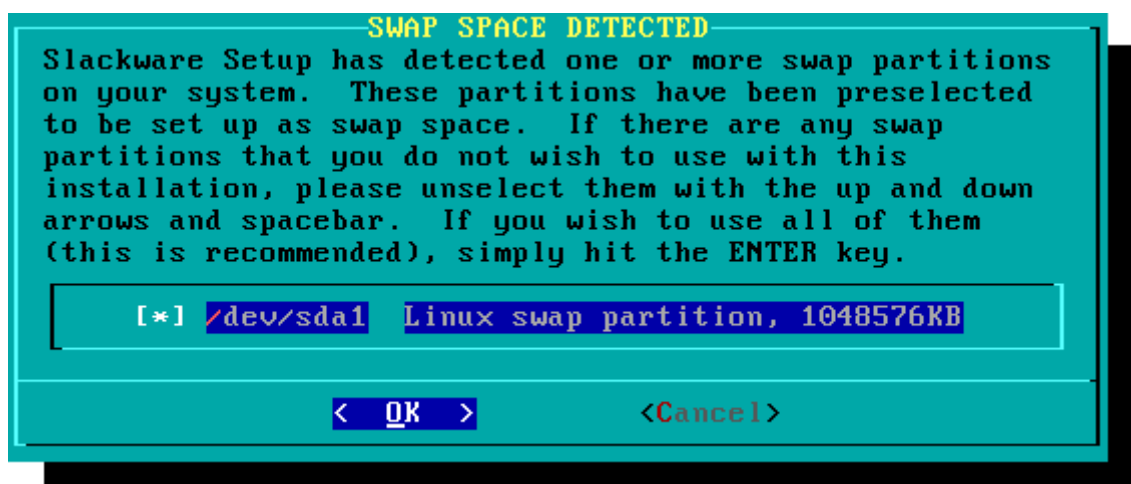 SWAP SPACE DETECTED
Slackware Setup has detected one or more swap partitions
on your system.  These partitions have been preselected
to be set up as swap space.  If there are any swap
partitions that you do not wish to use with this
installation, please unselect them with the up and down
arrows and spacebar.  If you wish to use all of them
(this is recommended), simply hit the ENTER key.
[*] /dev/sda1  Linux swap partition, 1048576KB
<  OK  > <Cancel>